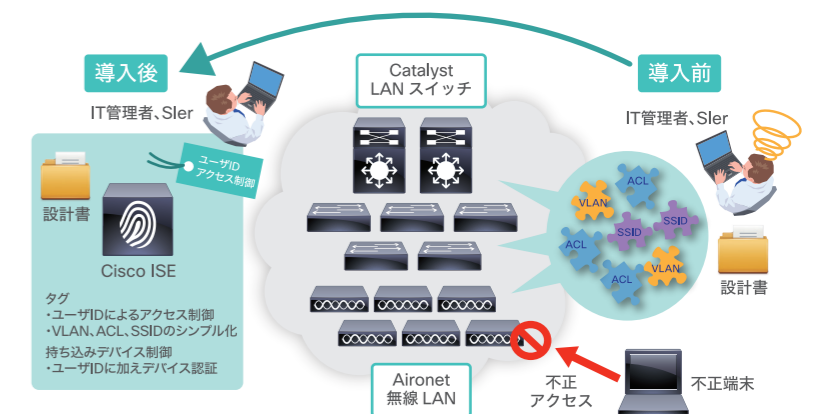 導入後
IT管理者、SIer
ユーザID
アクセス制御
設計書
Cisco ISE
タグ
・ユーザIDによるアクセス制御
・VLAN、ACL、SSIDのシンプル化
持ち込みデバイス制御
・ユーザIDに加えデバイス認証
Catalyst
LAN スイッチ
Aironet
無線 LAN
導入前
IT管理者、SIer
ACL
VLAN
SSID
SSID
ACL
VLAN
ACL
設計書
不正
アクセス
不正端末